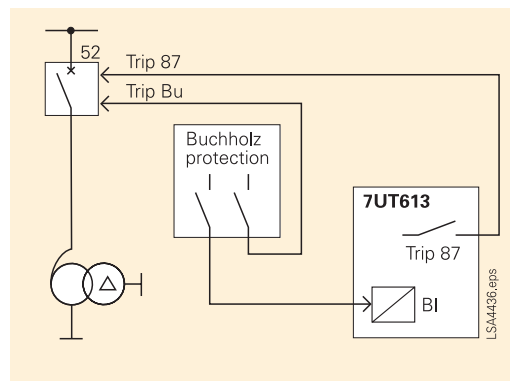 52
Trip 87
Trip Bu
Buchholz
protection
7UT613
Trip 87
BI
LSA4436.eps